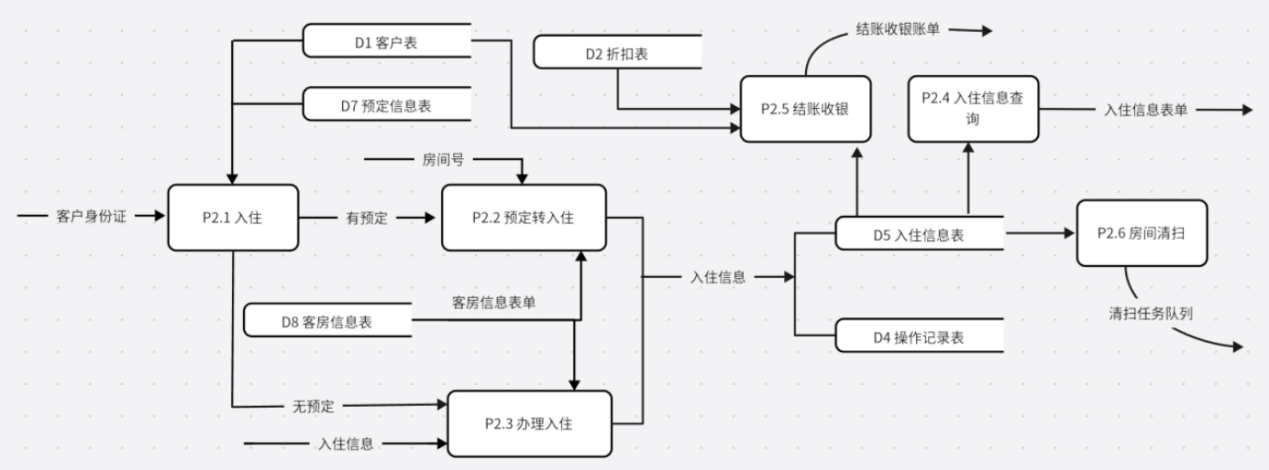 结账收银账单
D1 客户表
D2 折扣表
D7 预定信息表
P2.5 结账收银
P2.4 入住信息查
询
入住信息表单
房间号
客户身份证
P2.1 入住
有预定
P2.2 预定转入住
D5 入住信息表
P2.6 房间清扫
入住信息
客房信息表单
D8 客房信息表
清扫任务队列
D4 操作记录表
无预定
P2.3 办理入住
入住信息